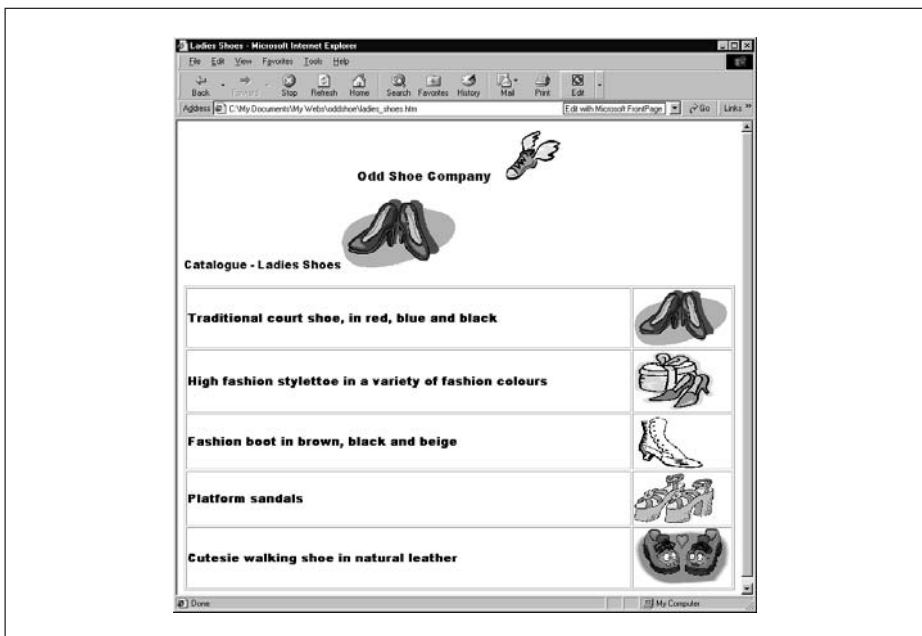 Ladies Shoes - Microsoft Internet Explorer
File Edit View Favorites Tools Help
Back Forward Stop Refresh Home Search Favorites History Mail Print Edit
Address C:\My Documents\My Webs\oddshoe\ladies_shoes.htm Edit with Microsoft FrontPage Go Links »
Odd Shoe Company
Catalogue - Ladies Shoes
Traditional court shoe, in red, blue and black
High fashion stylettoe in a variety of fashion colours
Fashion boot in brown, black and beige
Platform sandals
Cutesie walking shoe in natural leather
Done My Computer